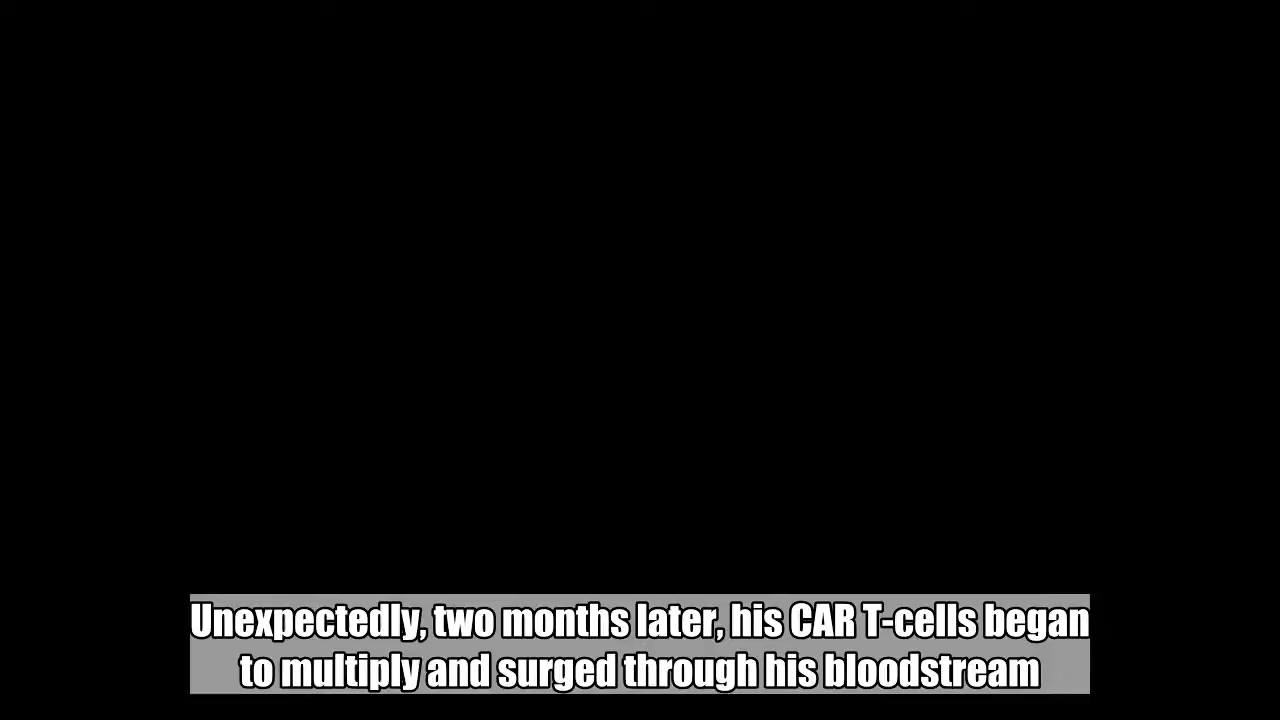 Unexpectedly, two months later, his CAR T-cells began
to multiply and surged through his bloodstream